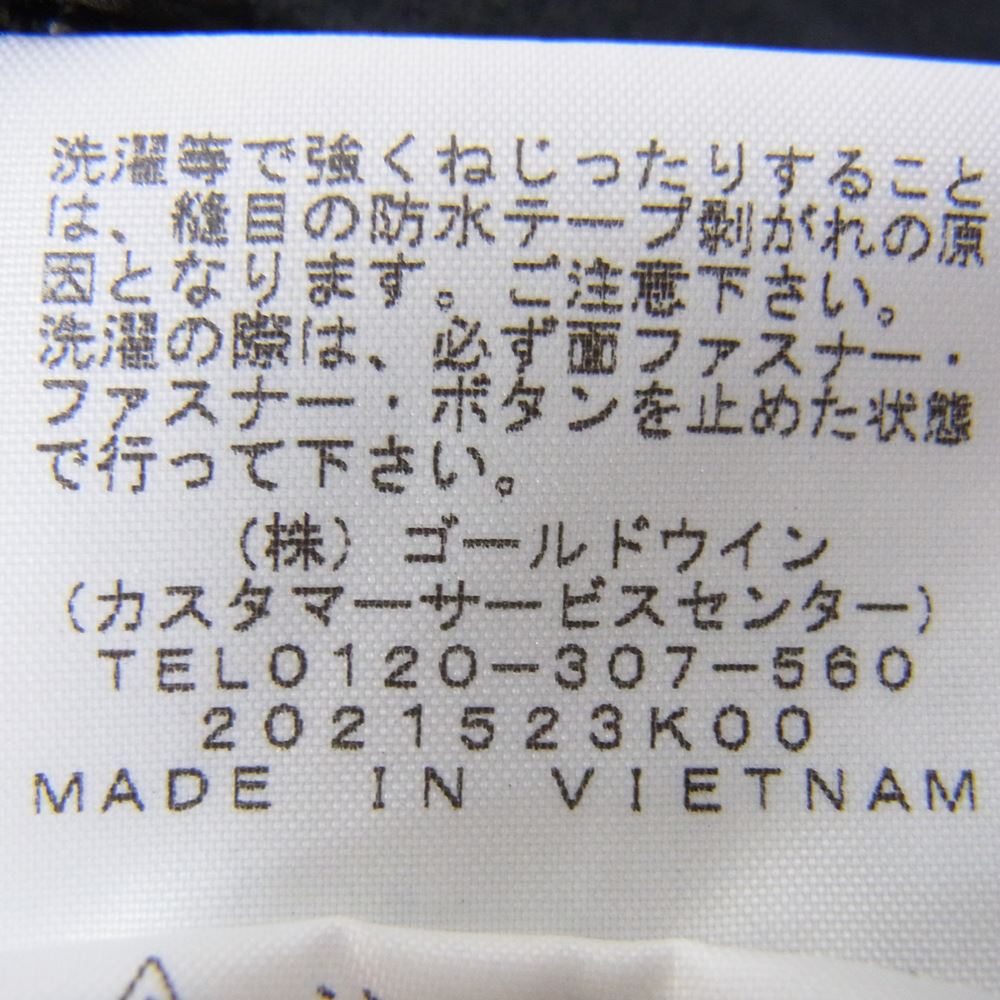 洗濯等で強くねじったりすること
は、縫目の防水テープ剥がれの原
因となります。ご注意下さい。
洗濯の際は、必ず面ファスナー・
ファスナー・ボタンを止めた状態
で行って下さい。
(株) ゴールドウイン
(カスタマーサービスセンター)
TEL0120-307-560
2021523K00
MADE IN VIETNAM